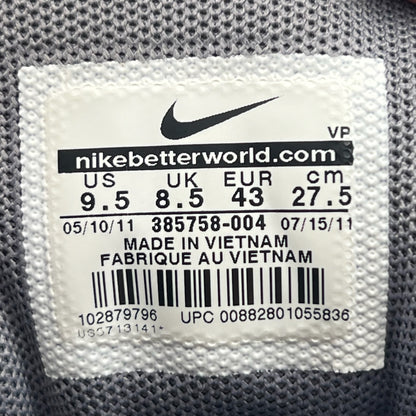 VP
nikebetterworld.com
US UK EUR cm
9.5 8.5 43 27.5
05/10/11 385758-004 07/15/11
MADE IN VIETNAM
FABRIQUE AU VIETNAM
102879796 UPC 00882801055836